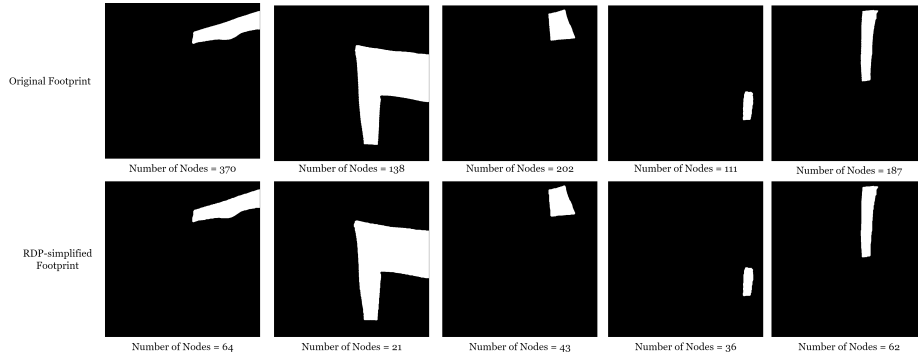 Original Footprint
Number of Nodes = 370
Number of Nodes = 138
Number of Nodes = 202
Number of Nodes = 111
Number of Nodes = 187
RDP-simplified
Footprint
Number of Nodes = 64
Number of Nodes = 21
Number of Nodes = 43
Number of Nodes = 36
Number of Nodes = 62